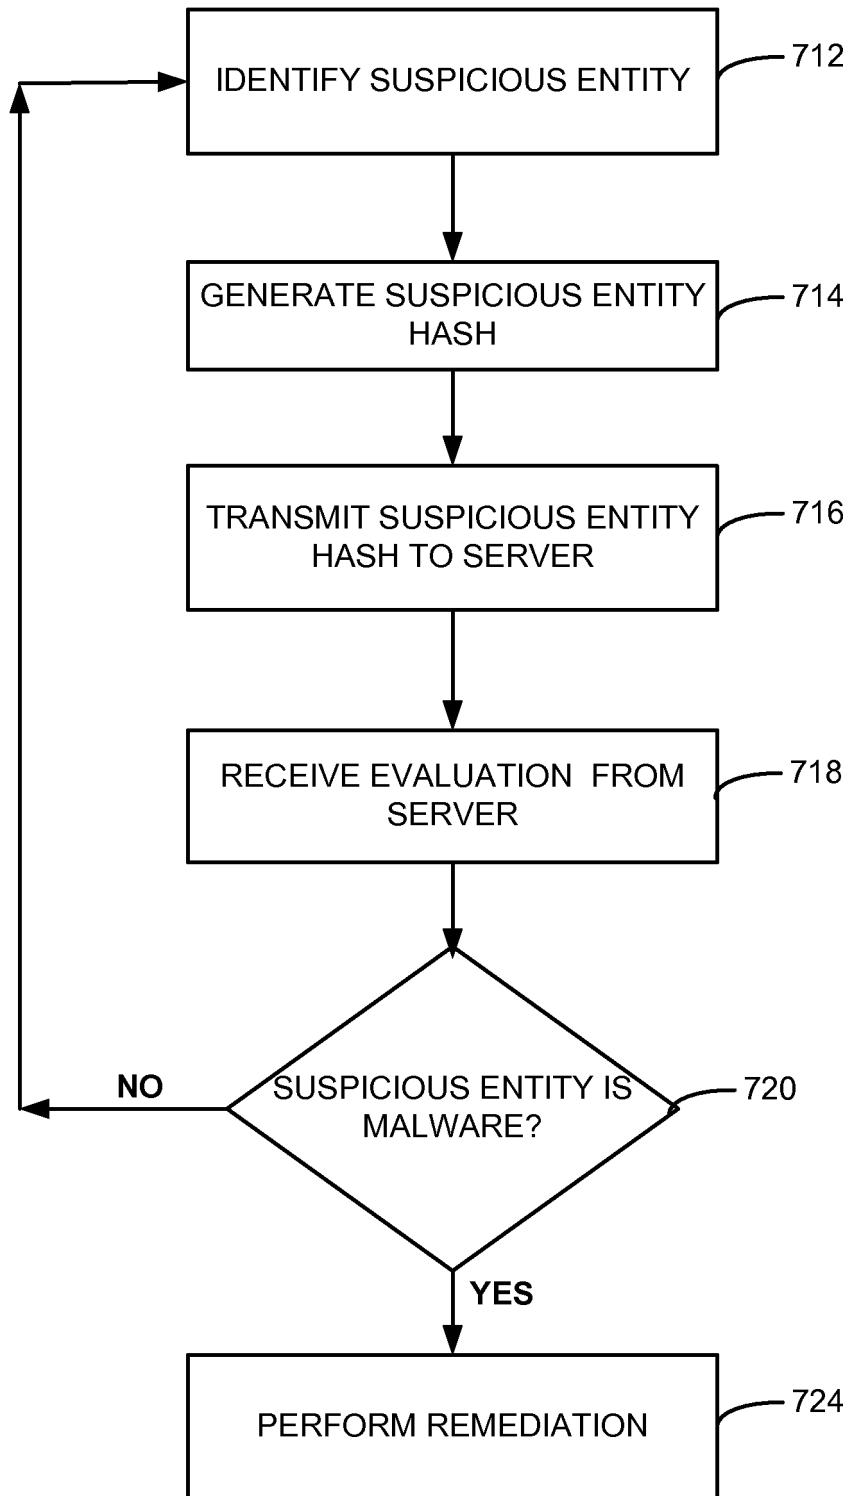 IDENTIFY SUSPICIOUS ENTITY
712
GENERATE SUSPICIOUS ENTITY
HASH
714
TRANSMIT SUSPICIOUS ENTITY
HASH TO SERVER
716
RECEIVE EVALUATION FROM
SERVER
718
SUSPICIOUS ENTITY IS
MALWARE?
720
NO
YES
PERFORM REMEDIATION
724